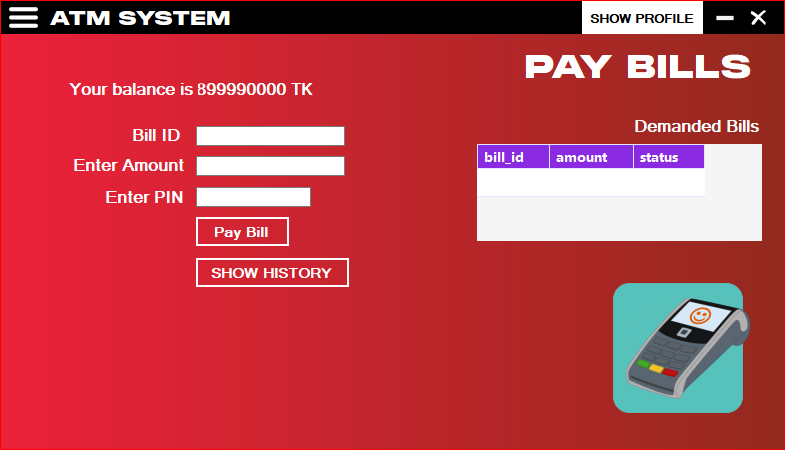 ATM SYSTEM
SHOW PROFILE
PAY BILLS
Your balance is 899990000 TK
Demanded Bills
Bill ID
bill_id amount status
Enter Amount
Enter PIN
Pay Bill
SHOW HISTORY